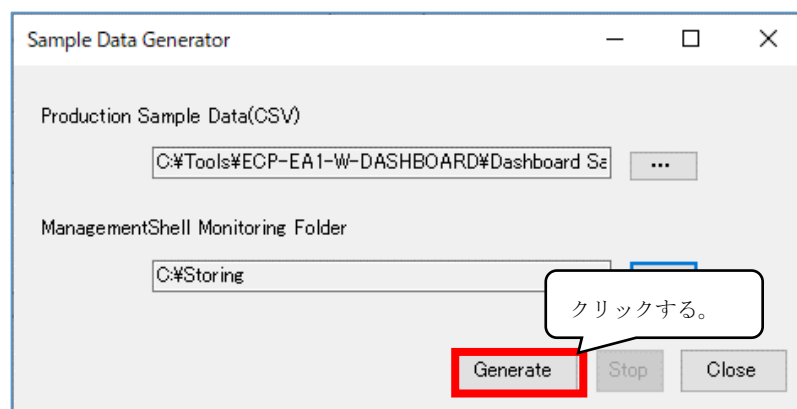 Sample Data Generator
Production Sample Data(CSV)
C:¥Tools¥ECP-EA1-W-DASHBOARD¥Dashboard Sa
...
ManagementShell Monitoring Folder
C:¥Storing
クリックする。
Generate Stop Close